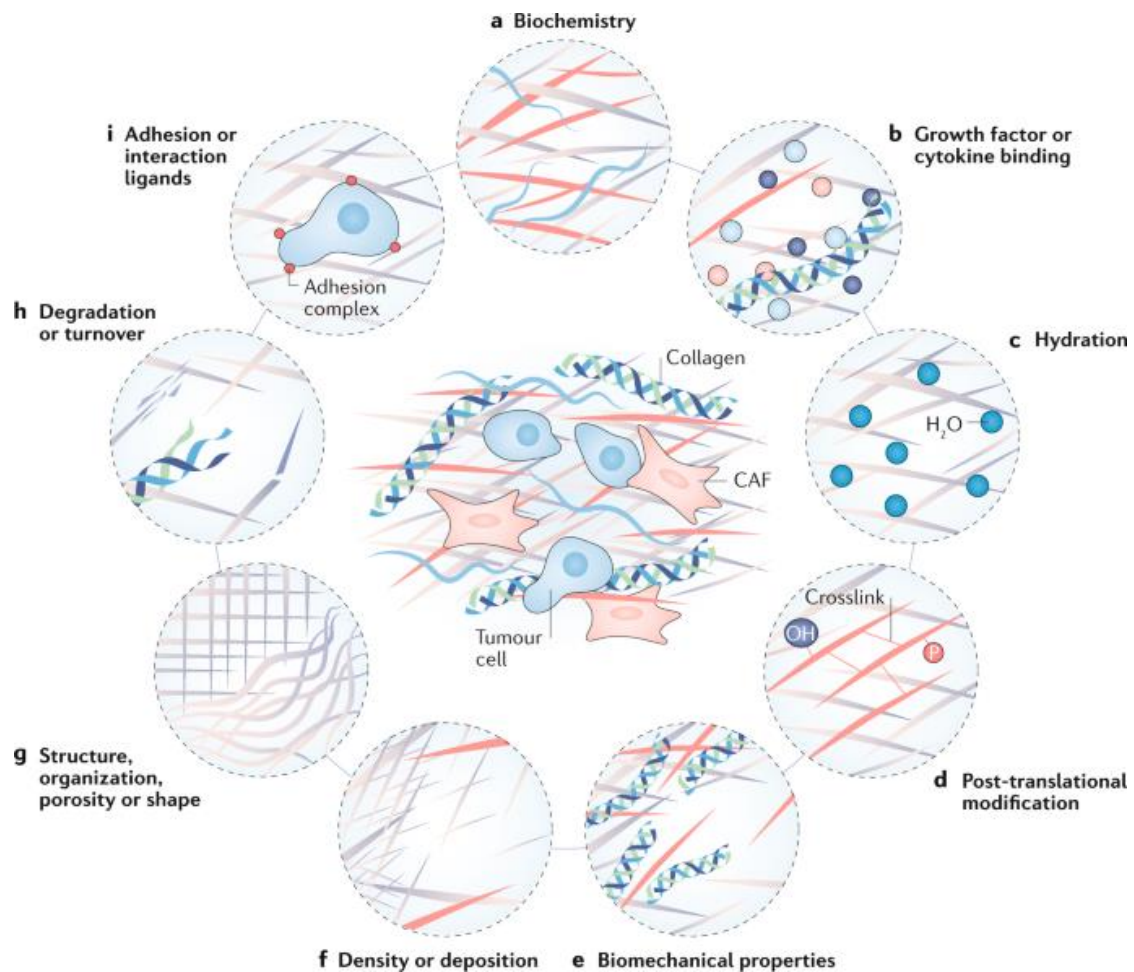 a Biochemistry
i Adhesion or
interaction
ligands
b Growth factor or
cytokine binding
Adhesion
complex
h Degradation
or turnover
c Hydration
Collagen
H₂O
CAF
Crosslink
OH
P
Tumour
cell
g Structure,
organization,
porosity or shape
d Post-translational
modification
f Density or deposition
e Biomechanical properties